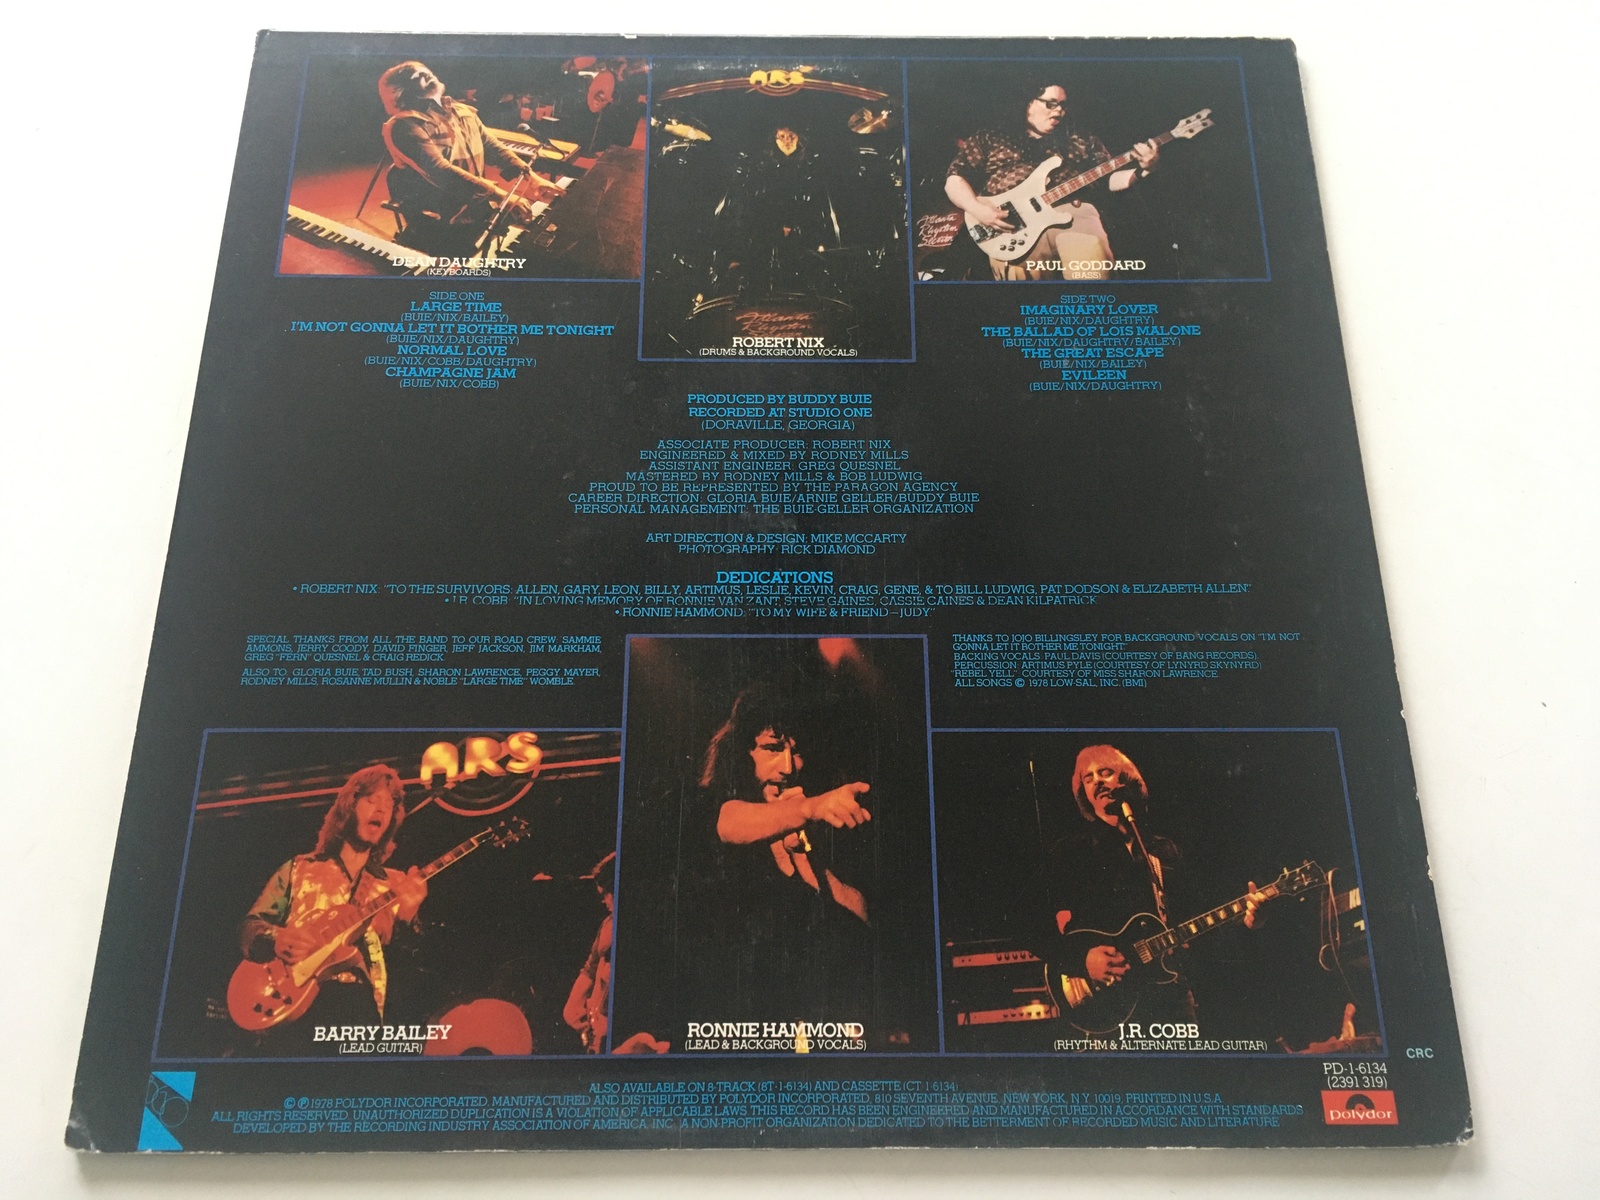 ARS
Atlanta
Rhythm
Section
DEAN DAUGHTRY
(KEYBOARDS)
Atlanta
Rhythm
ROBERT NIX
(DRUMS & BACKGROUND VOCALS)
PAUL GODDARD
(BASS)
SIDE ONE
LARGE TIME
(BUIE/NIX/BAILEY)
I'M NOT GONNA LET IT BOTHER ME TONIGHT
(BUIE/NIX/DAUGHTRY)
NORMAL LOVE
(BUIE/NIX/COBB/DAUGHTRY)
CHAMPAGNE JAM
(BUIE/NIX/COBB)
SIDE TWO
IMAGINARY LOVER
(BUIE/NIX/DAUGHTRY)
THE BALLAD OF LOIS MALONE
(BUIE/NIX/DAUGHTRY/BAILEY)
THE GREAT ESCAPE
(BUIE/NIX/BAILEY)
EVILEEN
(BUIE/NIX/DAUGHTRY)
PRODUCED BY BUDDY BUIE
RECORDED AT STUDIO ONE
(DORAVILLE, GEORGIA)
ASSOCIATE PRODUCER: ROBERT NIX
ENGINEERED & MIXED BY RODNEY MILLS
ASSISTANT ENGINEER: GREG QUESNEL
MASTERED BY RODNEY MILLS & BOB LUDWIG
PROUD TO BE REPRESENTED BY THE PARAGON AGENCY
CAREER DIRECTION: GLORIA BUIE/ARNIE GELLER/BUDDY BUIE
PERSONAL MANAGEMENT: THE BUIE-GELLER ORGANIZATION
ART DIRECTION & DESIGN: MIKE MCCARTY
PHOTOGRAPHY: RICK DIAMOND
DEDICATIONS
• ROBERT NIX: "TO THE SURVIVORS: ALLEN, GARY, LEON, BILLY, ARTIMUS, LESLIE, KEVIN, CRAIG, GENE, & TO BILL LUDWIG, PAT DODSON & ELIZABETH ALLEN"
• J.R. COBB: "IN LOVING MEMORY OF RONNIE VAN ZANT, STEVE GAINES, CASSIE GAINES & DEAN KILPATRICK"
• RONNIE HAMMOND: "TO MY WIFE & FRIEND—JUDY"
SPECIAL THANKS FROM ALL THE BAND TO OUR ROAD CREW: SAMMIE
AMMONS, JERRY COODY, DAVID FINGER, JEFF JACKSON, JIM MARKHAM,
GREG "FERN" QUESNEL & CRAIG REDICK.
ALSO TO: GLORIA BUIE, TAD BUSH, SHARON LAWRENCE, PEGGY MAYER,
RODNEY MILLS, ROSANNE MULLIN & NOBLE "LARGE TIME" WOMBLE.
THANKS TO JOJO BILLINGSLEY FOR BACKGROUND VOCALS ON "I'M NOT
GONNA LET IT BOTHER ME TONIGHT."
BACKING VOCALS: PAUL DAVIS (COURTESY OF BANG RECORDS).
PERCUSSION: ARTIMUS PYLE (COURTESY OF LYNYRD SKYNYRD)
"REBEL YELL": COURTESY OF MISS SHARON LAWRENCE.
ALL SONGS © 1978 LOW-SAL, INC. (BMI)
ARS
BARRY BAILEY
(LEAD GUITAR)
RONNIE HAMMOND
(LEAD & BACKGROUND VOCALS)
J.R. COBB
(RHYTHM & ALTERNATE LEAD GUITAR)
CRC
PD-1-6134
(2391 319)
polydor
ALSO AVAILABLE ON 8-TRACK (8T-1-6134) AND CASSETTE (CT-1-6134)
© ℗ 1978 POLYDOR INCORPORATED. MANUFACTURED AND DISTRIBUTED BY POLYDOR INCORPORATED, 810 SEVENTH AVENUE, NEW YORK, N.Y. 10019. PRINTED IN U.S.A.
ALL RIGHTS RESERVED. UNAUTHORIZED DUPLICATION IS A VIOLATION OF APPLICABLE LAWS. THIS RECORD HAS BEEN ENGINEERED AND MANUFACTURED IN ACCORDANCE WITH STANDARDS
DEVELOPED BY THE RECORDING INDUSTRY ASSOCIATION OF AMERICA, INC., A NON-PROFIT ORGANIZATION DEDICATED TO THE BETTERMENT OF RECORDED MUSIC AND LITERATURE.